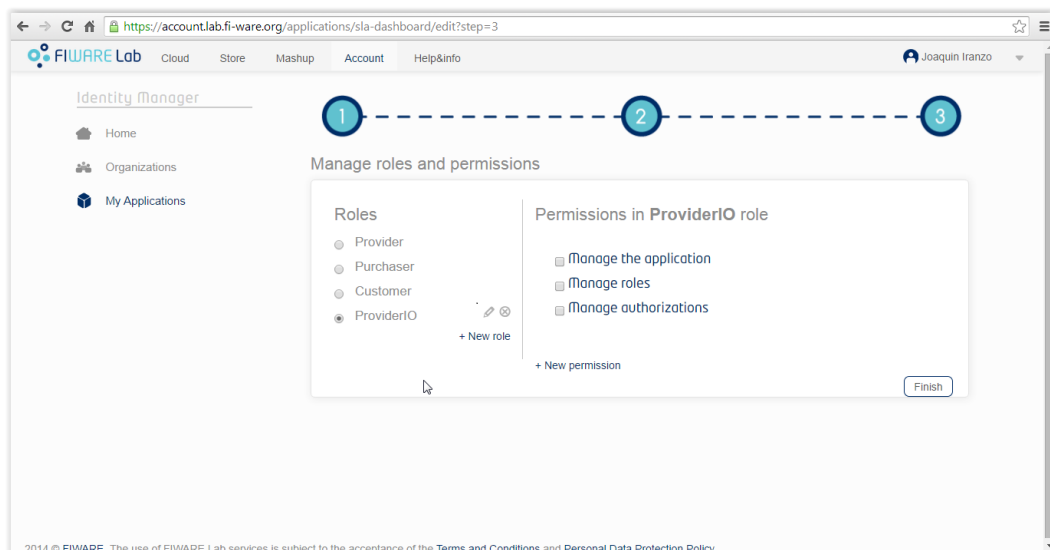 https://account.lab.fi-ware.org/applications/sla-dashboard/edit?step=3
FIWARE Lab Cloud Store Mashup Account Help&info Joaquin Iranzo
Identity Manager
Home
Organizations
My Applications
1 2 3
Manage roles and permissions
Roles
Provider
Purchaser
Customer
ProviderIO
+ New role
Permissions in ProviderIO role
Manage the application
Manage roles
Manage authorizations
+ New permission
Finish
2014 © FIWARE. The use of FIWARE Lab services is subject to the acceptance of the Terms and Conditions and Personal Data Protection Policy.